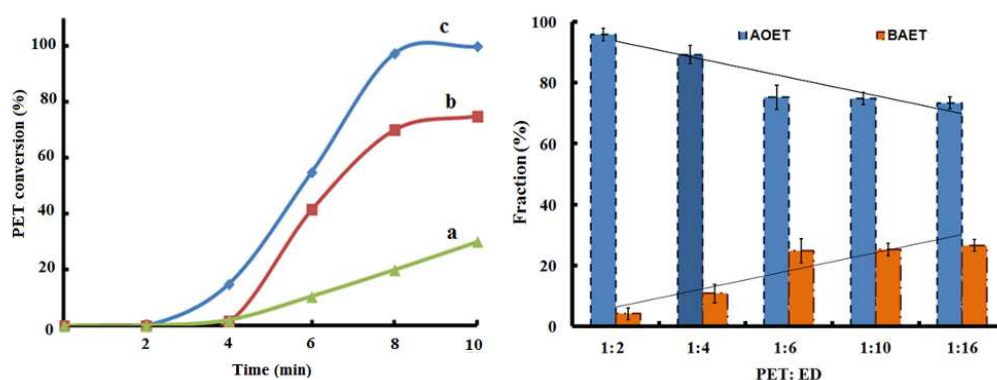 PET conversion (%)
100
80
60
40
20
0
c
b
a
2 4 6 8 10
Time (min)
Fraction (%)
100
80
60
40
20
0
AOET BAET
1:2 1:4 1:6 1:10 1:16
PET: ED